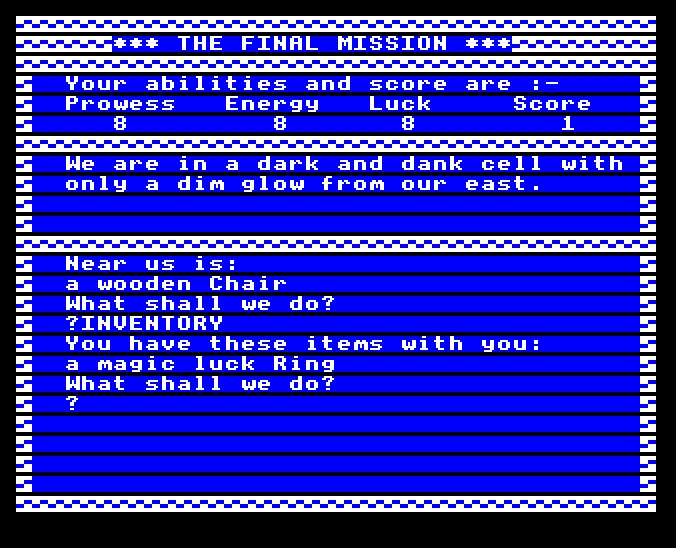 *** THE FINAL MISSION ***
Your abilities and score are :-
Prowess Energy Luck Score
8 8 8 1
We are in a dark and dank cell with
only a dim glow from our east.
Near us is:
a wooden Chair
What shall we do?
?INVENTORY
You have these items with you:
a magic luck Ring
What shall we do?
?